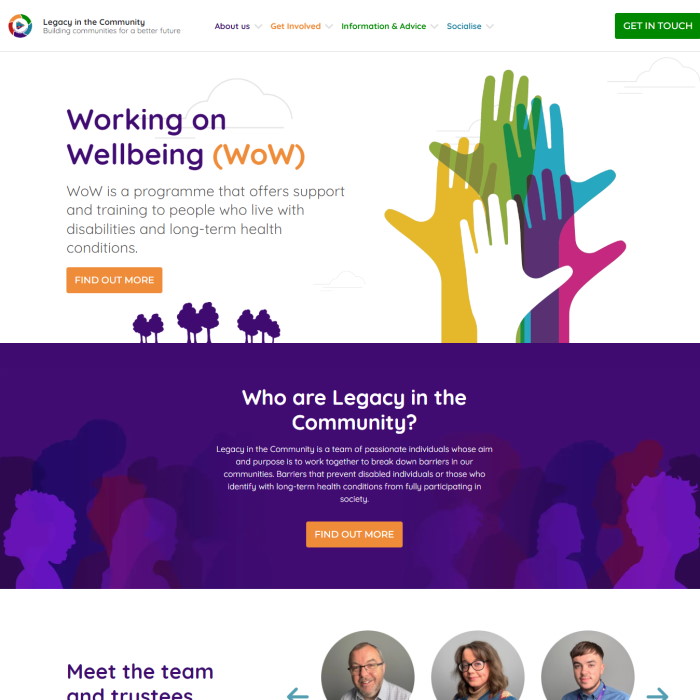 Legacy in the Community
Building communities for a better future
About us
Get Involved
Information & Advice
Socialise
GET IN TOUCH
Working on
Wellbeing (WoW)
WoW is a programme that offers support
and training to people who live with
disabilities and long-term health
conditions.
FIND OUT MORE
Who are Legacy in the
Community?
Legacy in the Community is a team of passionate individuals whose aim
and purpose is to work together to break down barriers in our
communities. Barriers that prevent disabled individuals or those who
identify with long-term health conditions from fully participating in
society.
FIND OUT MORE
Meet the team
and trustees